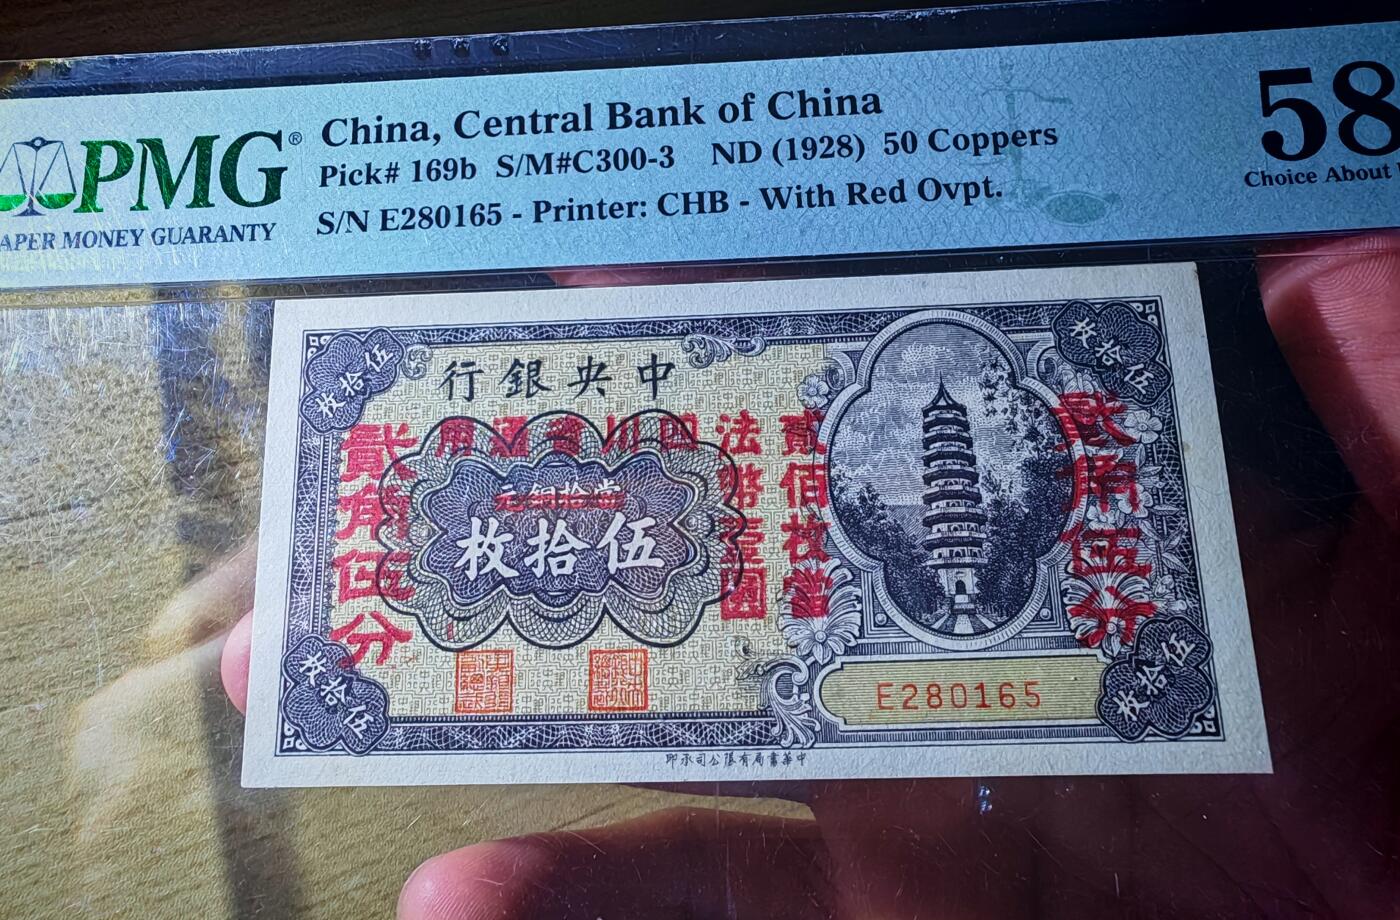 PMG®
APER MONEY GUARANTY
China, Central Bank of China
Pick# 169b S/M#C300-3 ND (1928) 50 Coppers
S/N E280165 - Printer: CHB - With Red Ovpt.
58
Choice About
伍拾枚
伍拾枚
中央銀行
四川省通用
貳角伍分
貳佰枚當
法幣壹圓
貳角伍分
當拾銅元
伍拾枚
伍拾枚
伍拾枚
E280165
中華書局有限公司承印